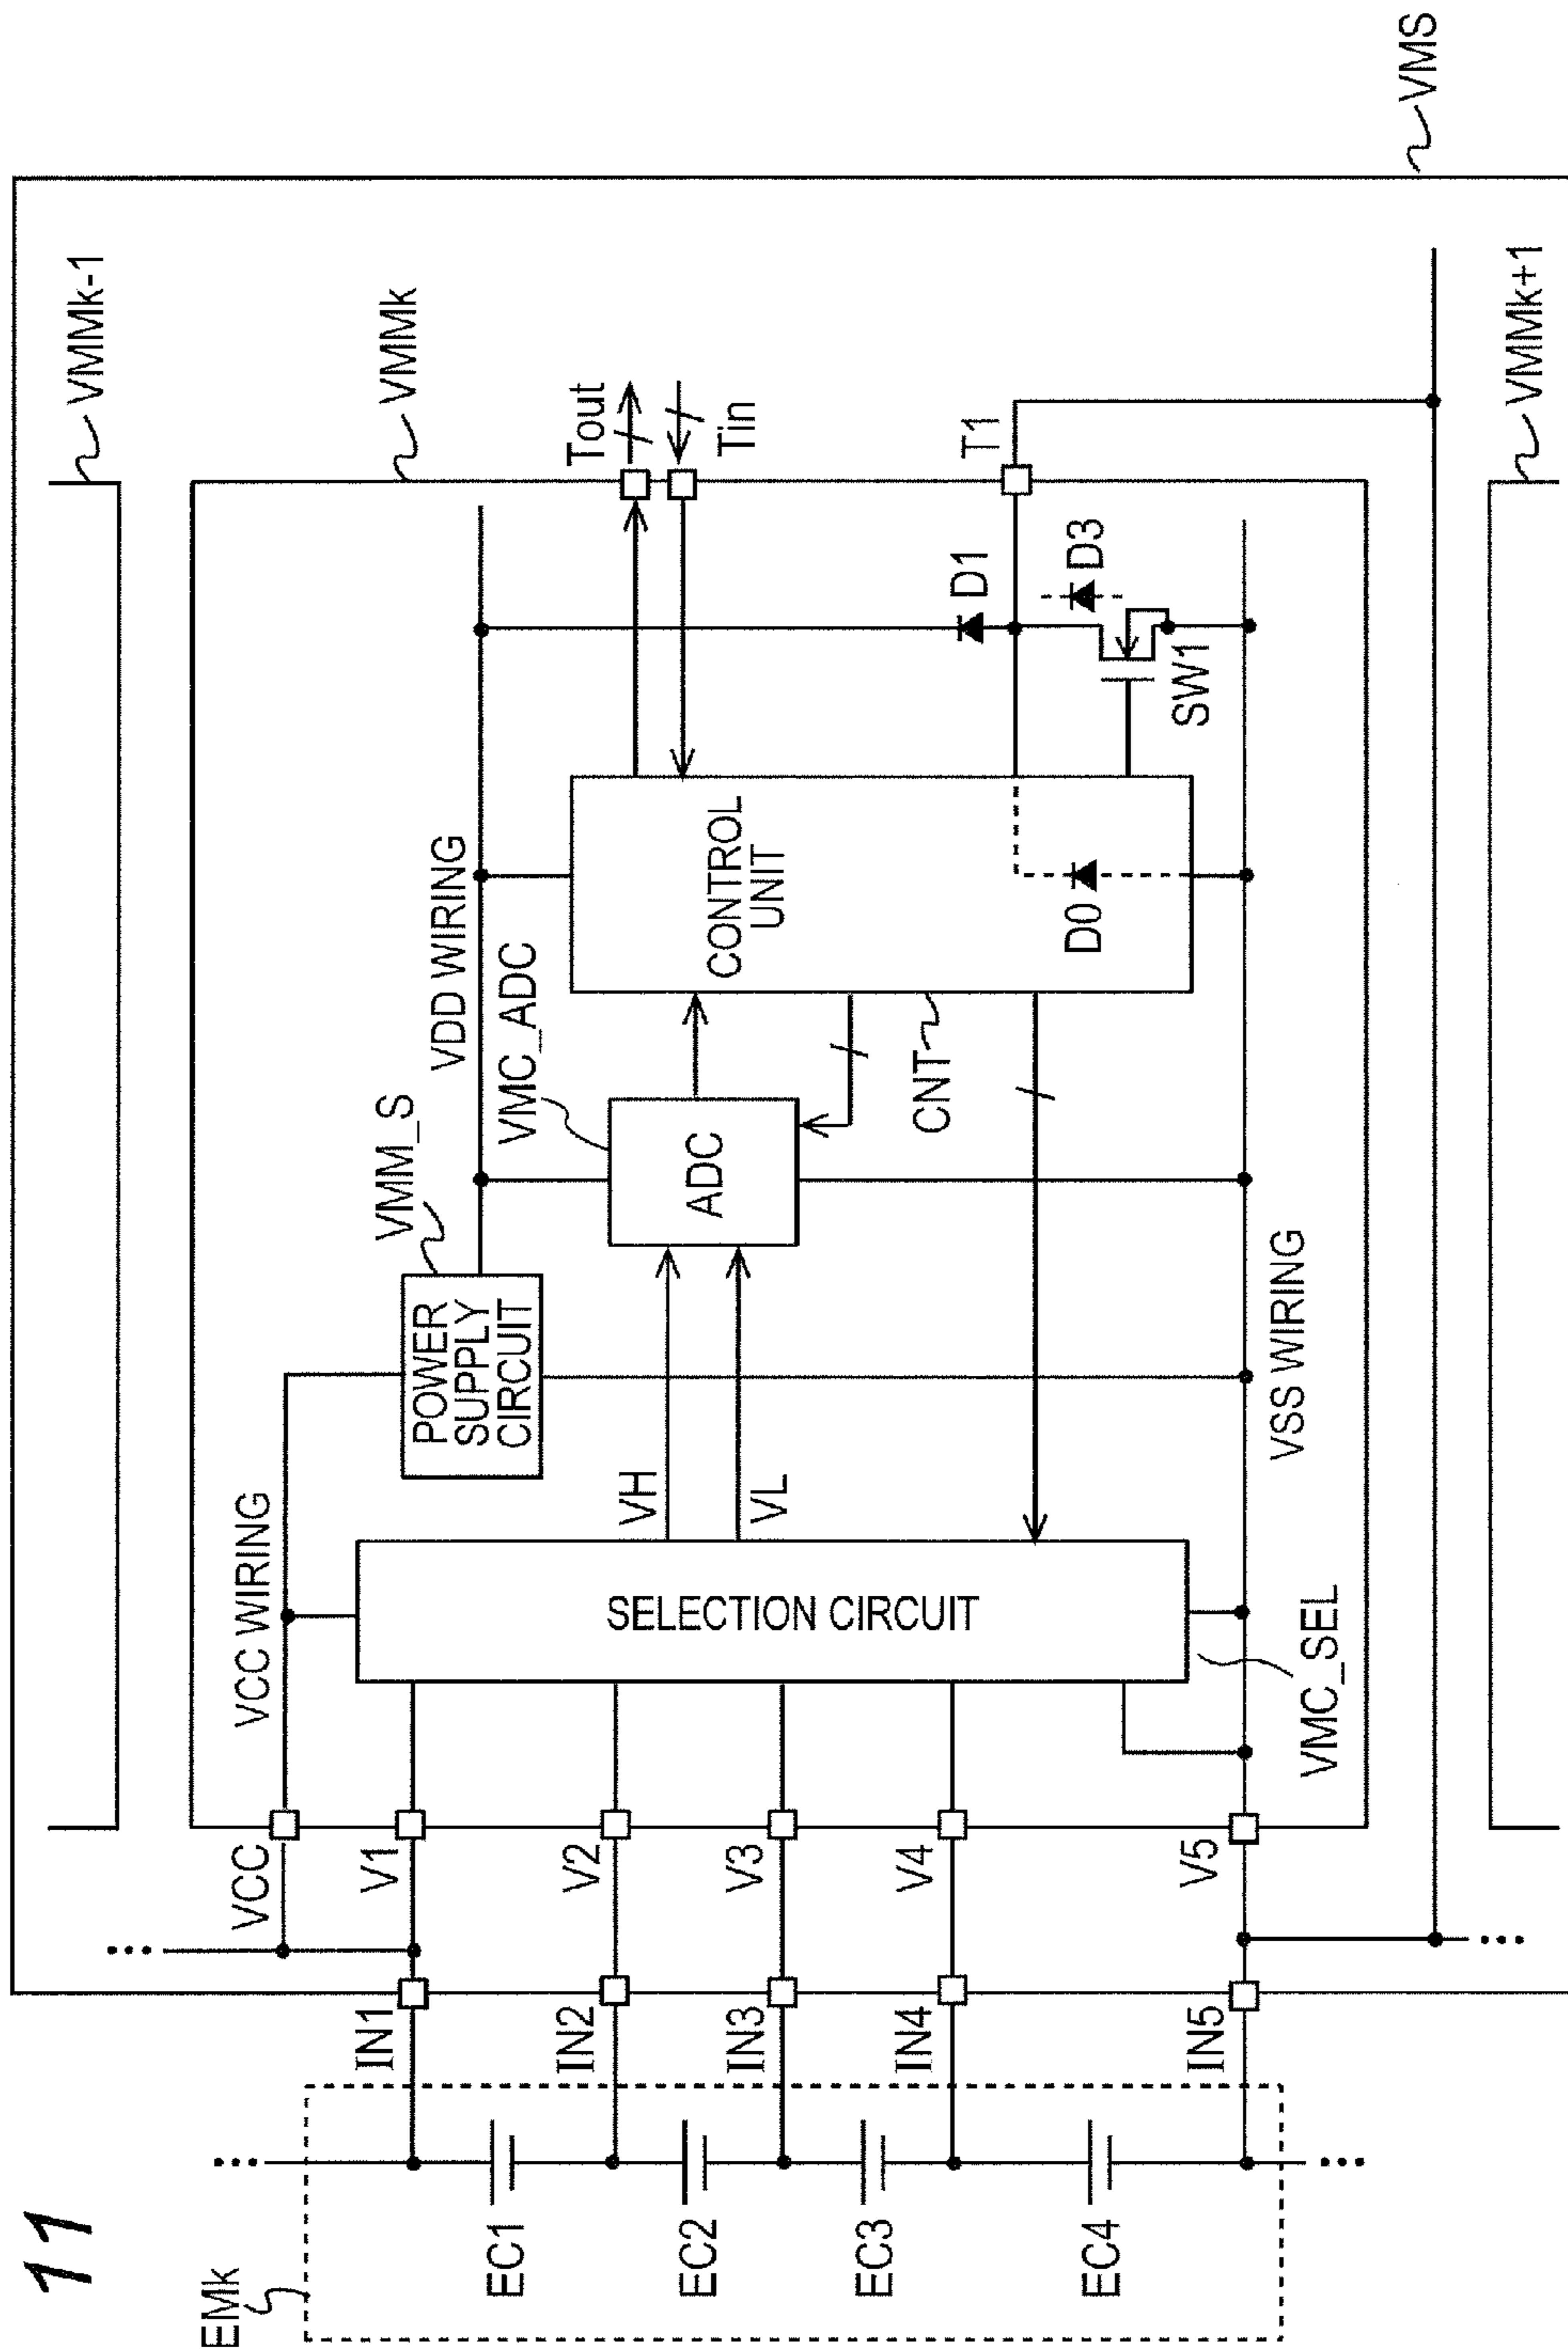 11
VMS
VMMk-1
VMMk
VMMk+1
EMk
EC1
EC2
EC3
EC4
IN1
IN2
IN3
IN4
IN5
VCC
V1
V2
V3
V4
V5
VCC WIRING
SELECTION CIRCUIT
VMC_SEL
VH
VL
POWER
SUPPLY
CIRCUIT
VMM_S
VDD WIRING
VMC_ADC
ADC
VSS WIRING
CONTROL
UNIT
CNT
D0
D1
D3
SW1
Tout
Tin
T1